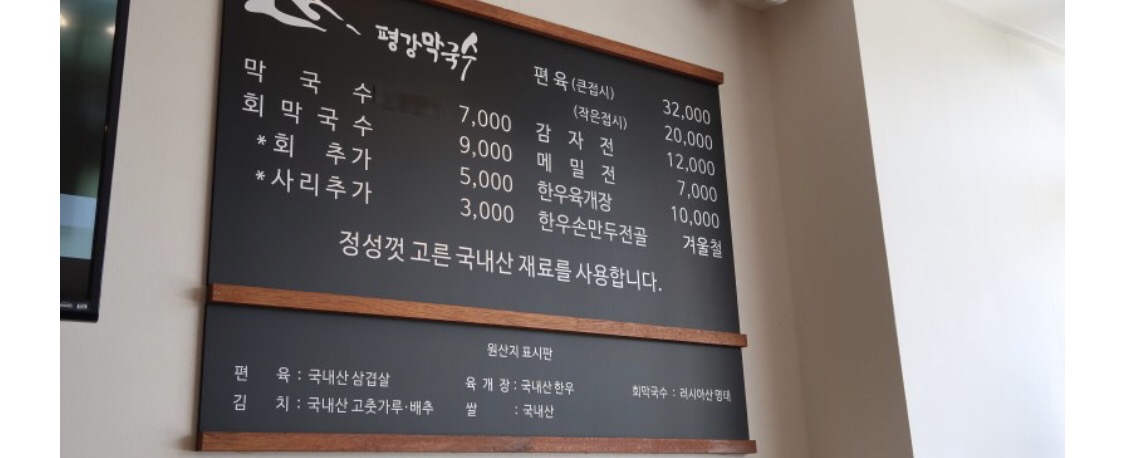 평강막국수
막 국 수 7,000
회 막 국 수 9,000
*회 추가 5,000
*사리추가 3,000
편 육 (큰접시) 32,000
(작은접시) 20,000
감 자 전 12,000
메 밀 전 7,000
한우육개장 10,000
한우손만두전골 겨울철
정성껏 고른 국내산 재료를 사용합니다.
원산지 표시판
편 육 : 국내산 삼겹살
김 치 : 국내산 고춧가루·배추
육 개 장 : 국내산 한우
쌀 : 국내산
회막국수 : 러시아산 명태